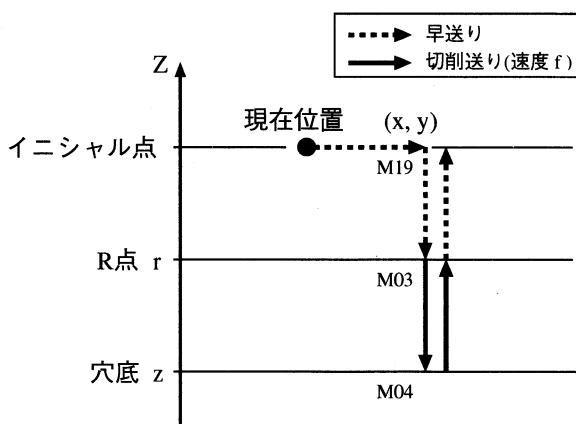 早送り
切削送り(速度 f )
Z
現在位置
(x, y)
イニシャル点
M19
R点 r
M03
穴底 z
M04